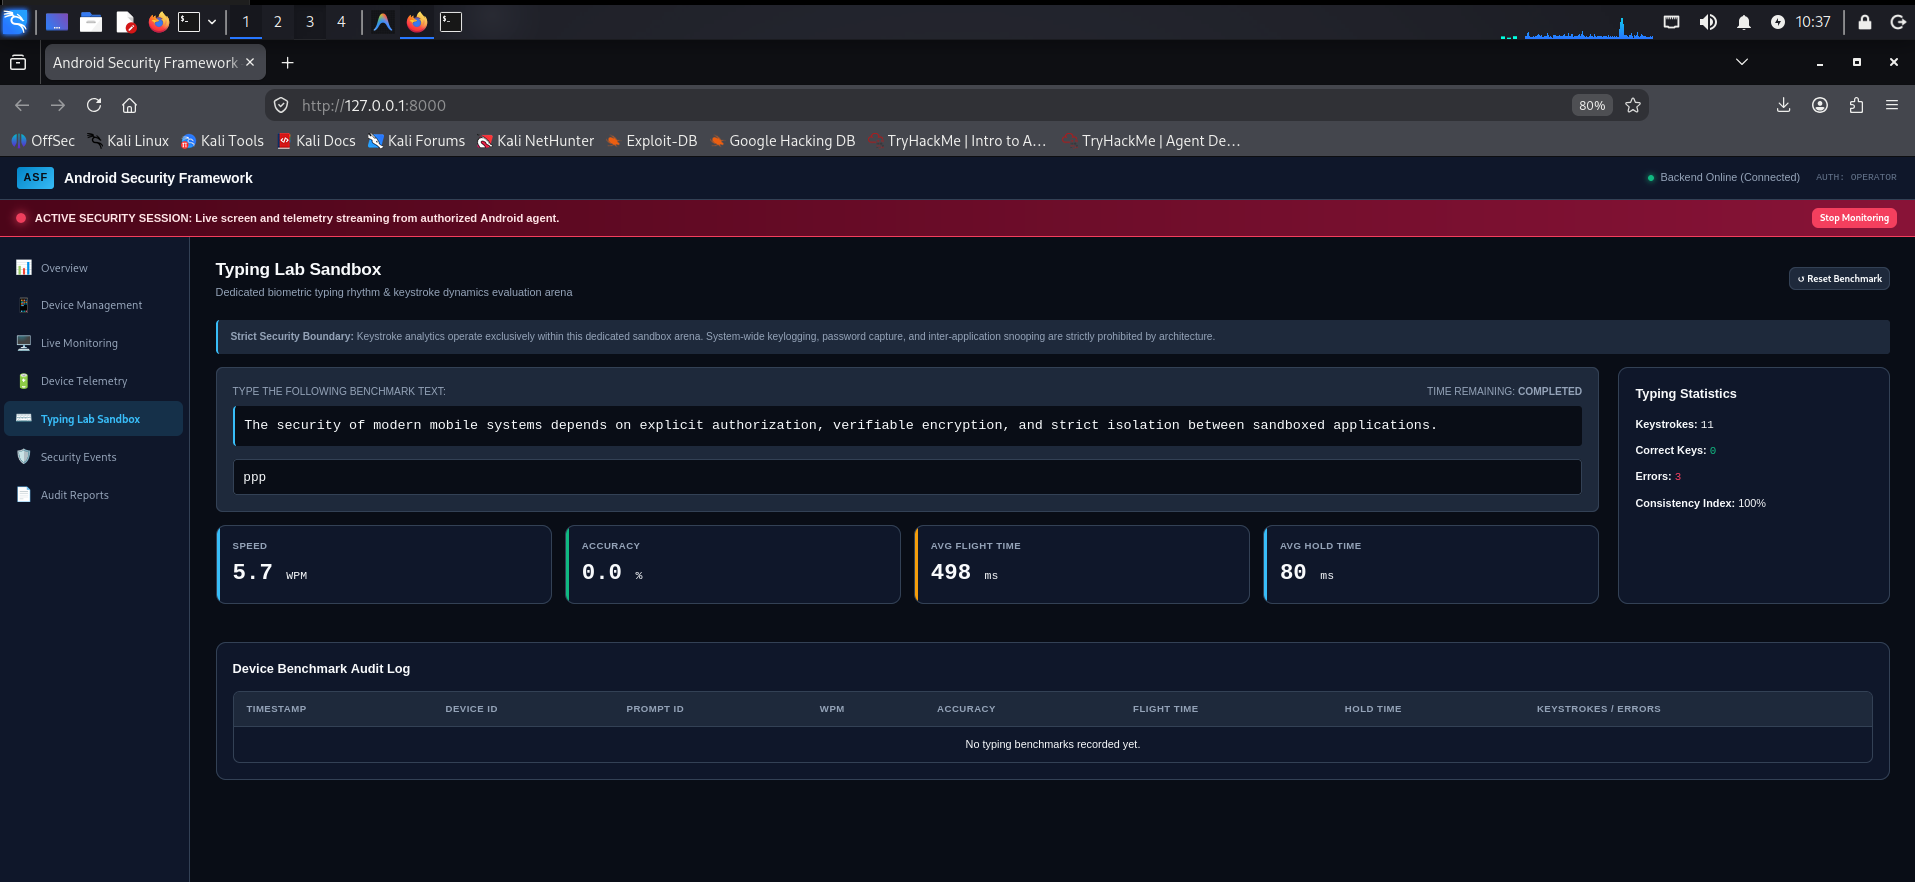 1 2 3 4 10:37
Android Security Framework
http://127.0.0.1:8000 80%
OffSec Kali Linux Kali Tools Kali Docs Kali Forums Kali NetHunter Exploit-DB Google Hacking DB TryHackMe | Intro to A... TryHackMe | Agent De...
ASF Android Security Framework Backend Online (Connected) AUTH: OPERATOR
ACTIVE SECURITY SESSION: Live screen and telemetry streaming from authorized Android agent. Stop Monitoring
Overview
Device Management
Live Monitoring
Device Telemetry
Typing Lab Sandbox
Security Events
Audit Reports
Typing Lab Sandbox
Dedicated biometric typing rhythm & keystroke dynamics evaluation arena
↺ Reset Benchmark
Strict Security Boundary: Keystroke analytics operate exclusively within this dedicated sandbox arena. System-wide keylogging, password capture, and inter-application snooping are strictly prohibited by architecture.
TYPE THE FOLLOWING BENCHMARK TEXT: TIME REMAINING: COMPLETED
The security of modern mobile systems depends on explicit authorization, verifiable encryption, and strict isolation between sandboxed applications.
ppp
SPEED
5.7 WPM
ACCURACY
0.0 %
AVG FLIGHT TIME
498 ms
AVG HOLD TIME
80 ms
Typing Statistics
Keystrokes: 11
Correct Keys: 0
Errors: 3
Consistency Index: 100%
Device Benchmark Audit Log
TIMESTAMP DEVICE ID PROMPT ID WPM ACCURACY FLIGHT TIME HOLD TIME KEYSTROKES / ERRORS
No typing benchmarks recorded yet.